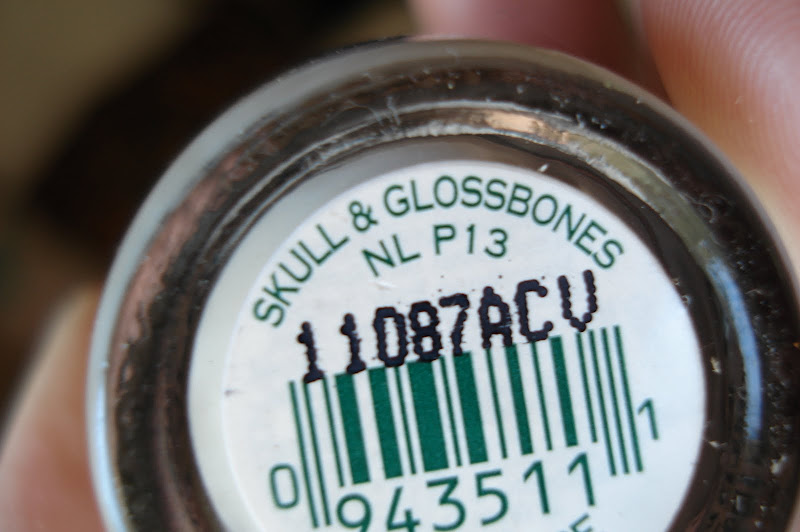 SKULL & GLOSSBONES
NL P13
11087ACV
0 943511 1